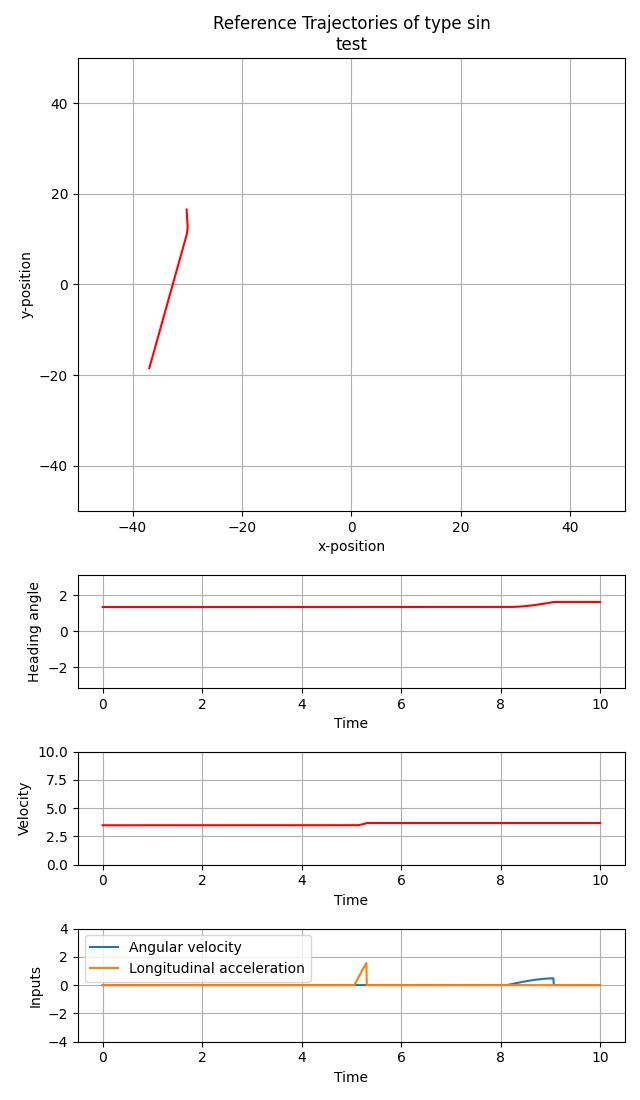 Reference Trajectories of type sin
test
40
20
0
−20
−40
y-position
−40 −20 0 20 40
x-position
2
0
−2
Heading angle
0 2 4 6 8 10
Time
10.0
7.5
5.0
2.5
0.0
Velocity
0 2 4 6 8 10
Time
4
2
0
−2
−4
Inputs
Angular velocity
Longitudinal acceleration
0 2 4 6 8 10
Time